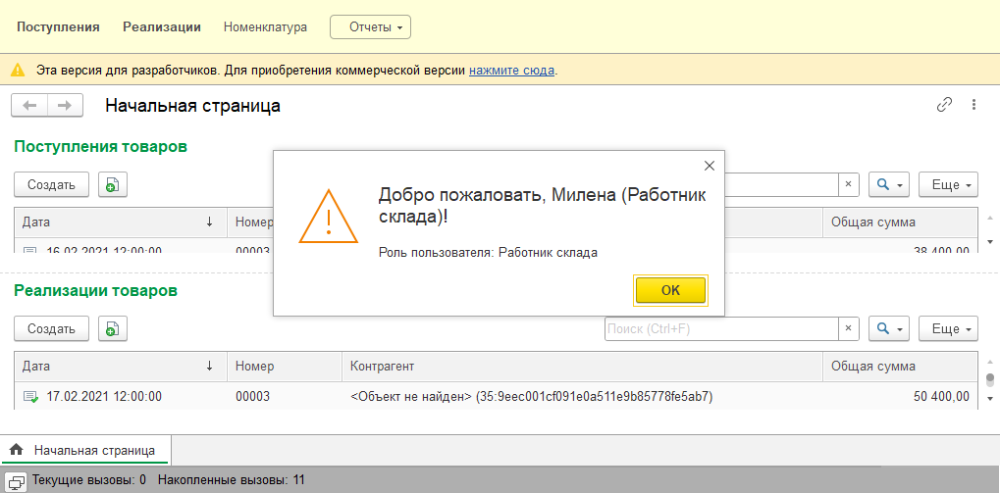 Поступления Реализации Номенклатура Отчеты
Эта версия для разработчиков. Для приобретения коммерческой версии нажмите сюда.
Начальная страница
Поступления товаров
Создать Еще
Дата Номер Общая сумма
16.02.2021 12:00:00 00003 38 400,00
Добро пожаловать, Милена (Работник
склада)!
Роль пользователя: Работник склада
OK
Реализации товаров
Создать Поиск (Ctrl+F) Еще
Дата Номер Контрагент Общая сумма
17.02.2021 12:00:00 00003 <Объект не найден> (35:9eec001cf091e0a511e9b85778fe5ab7) 50 400,00
Начальная страница
Текущие вызовы: 0 Накопленные вызовы: 11